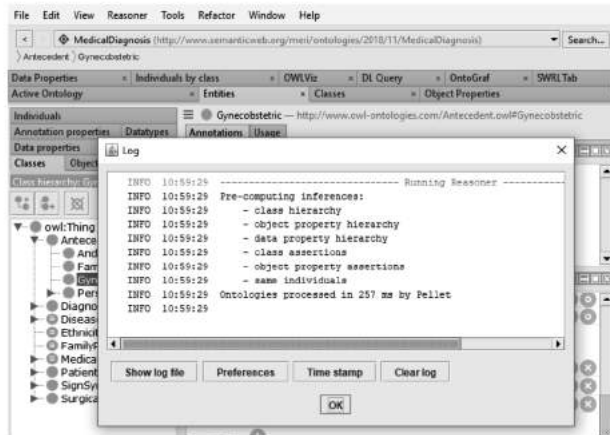 File Edit View Reasoner Tools Refactor Window Help
< MedicalDiagnosis (http://www.semanticweb.org/meri/ontologies/2018/11/MedicalDiagnosis) Search...
Antecedent Gynecobstetric
Data Properties × Individuals by class × OWLViz × DL Query × OntoGraf × SWRLTab
Active Ontology × Entities × Classes × Object Properties
Individuals
Gynecobstetric — http://www.owl-ontologies.com/Antecedent.owl#Gynecobstetric
Annotation properties Datatypes
Annotations Usage
Data properties
Classes Object
Log
Class hierarchy: Gyn
INFO 10:59:29 ------------------------------- Running Reasoner -----------
INFO 10:59:29 Pre-computing inferences:
INFO 10:59:29 - class hierarchy
INFO 10:59:29 - object property hierarchy
INFO 10:59:29 - data property hierarchy
INFO 10:59:29 - class assertions
INFO 10:59:29 - object property assertions
INFO 10:59:29 - same individuals
INFO 10:59:29 Ontologies processed in 257 ms by Pellet
INFO 10:59:29
owl:Thing
Antece
And
Fam
Gyn
Pers
Diagno
Diseas
Ethnicit
FamilyP
Medica
Patient
SignSy
Surgica
Show log file Preferences Time stamp Clear log
OK